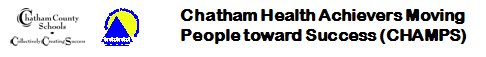 Chatham County
Schools
Collectively Creating Success
Chatham Health Achievers Moving
People toward Success (CHAMPS)